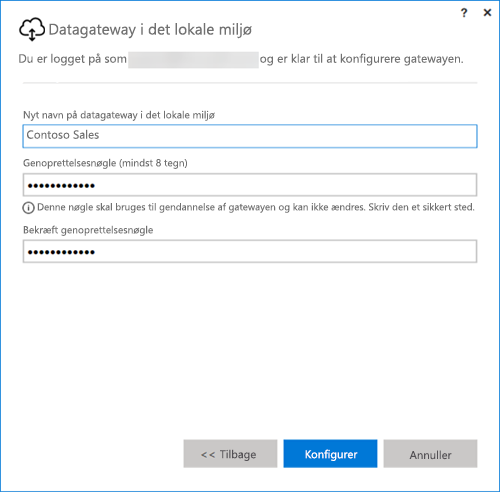 ? ×
Datagateway i det lokale miljø
Du er logget på som og er klar til at konfigurere gatewayen.
Nyt navn på datagateway i det lokale miljø
Contoso Sales
Genoprettelsesnøgle (mindst 8 tegn)
••••••••••••
Denne nøgle skal bruges til gendannelse af gatewayen og kan ikke ændres. Skriv den et sikkert sted.
Bekræft genoprettelsesnøgle
••••••••••••
<< Tilbage Konfigurer Annuller